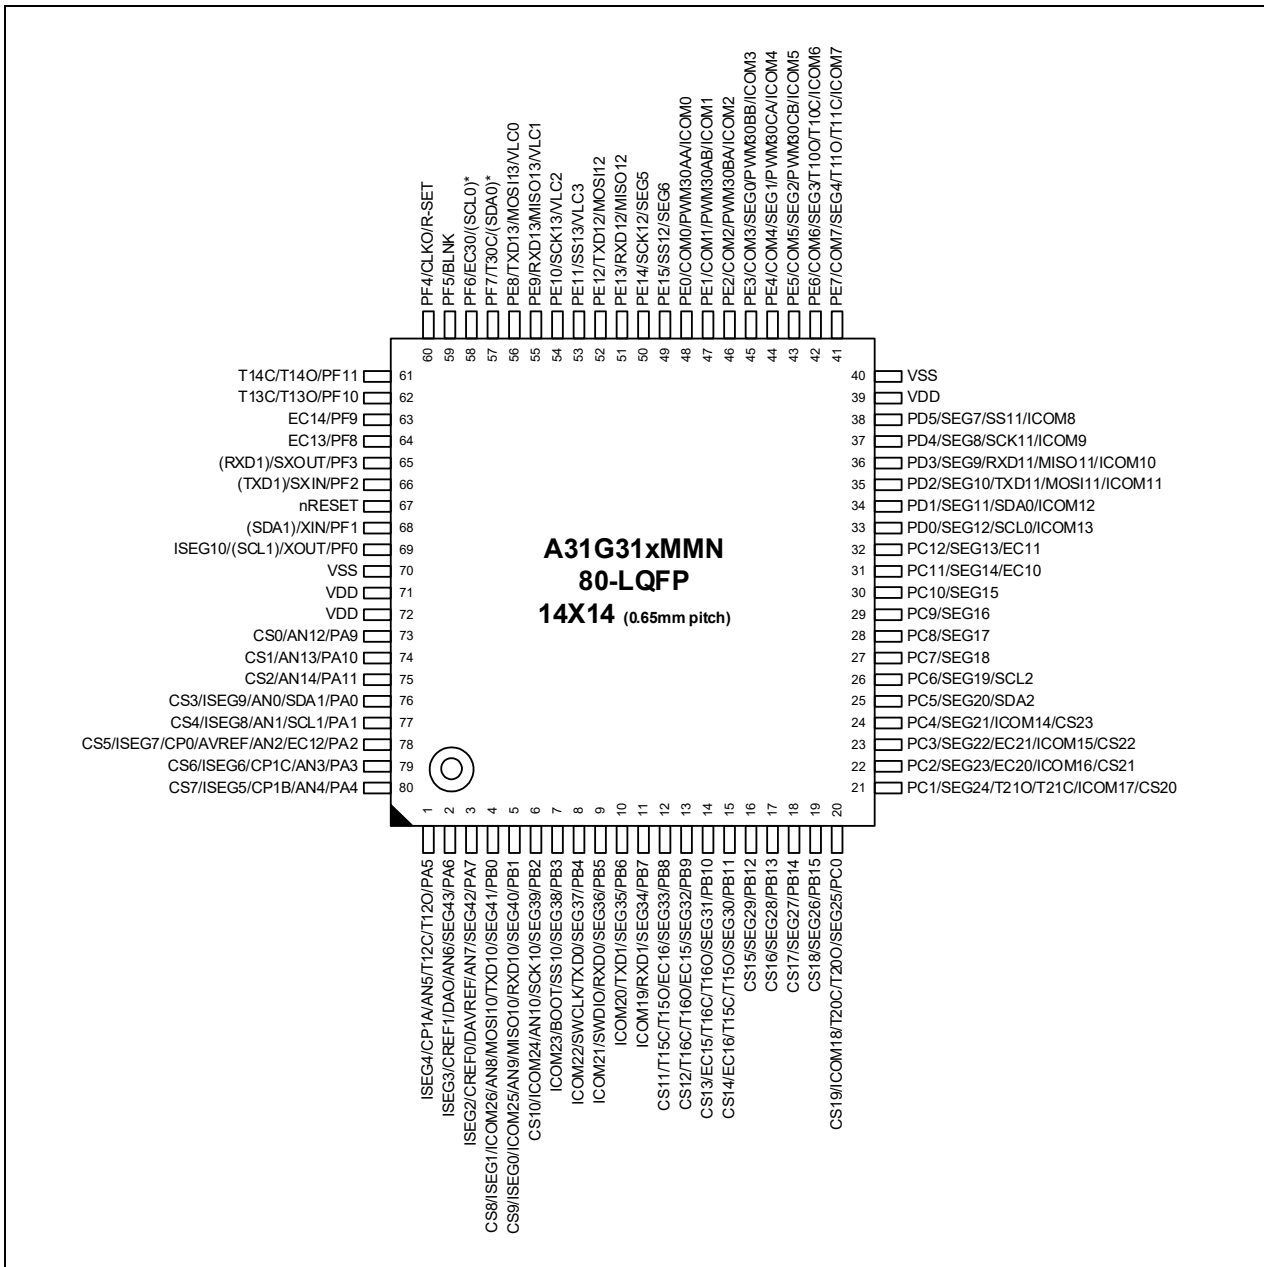 PF4/CLKO/R-SET
PF5/BLNK
PF6/EC30/(SCL0)*
PF7/T30C/(SDA0)*
PE8/TXD13/MOSI13/VLC0
PE9/RXD13/MISO13/VLC1
PE10/SCK13/VLC2
PE11/SS13/VLC3
PE12/TXD12/MOSI12
PE13/RXD12/MISO12
PE14/SCK12/SEG5
PE15/SS12/SEG6
PE0/COM0/PWM30AA/ICOM0
PE1/COM1/PWM30AB/ICOM1
PE2/COM2/PWM30BA/ICOM2
PE3/COM3/SEG0/PWM30BB/ICOM3
PE4/COM4/SEG1/PWM30CA/ICOM4
PE5/COM5/SEG2/PWM30CB/ICOM5
PE6/COM6/SEG3/T10O/T10C/ICOM6
PE7/COM7/SEG4/T11O/T11C/ICOM7
60 59 58 57 56 55 54 53 52 51 50 49 48 47 46 45 44 43 42 41
T14C/T14O/PF11 61
T13C/T13O/PF10 62
EC14/PF9 63
EC13/PF8 64
(RXD1)/SXOUT/PF3 65
(TXD1)/SXIN/PF2 66
nRESET 67
(SDA1)/XIN/PF1 68
ISEG10/(SCL1)/XOUT/PF0 69
VSS 70
VDD 71
VDD 72
CS0/AN12/PA9 73
CS1/AN13/PA10 74
CS2/AN14/PA11 75
CS3/ISEG9/AN0/SDA1/PA0 76
CS4/ISEG8/AN1/SCL1/PA1 77
CS5/ISEG7/CP0/AVREF/AN2/EC12/PA2 78
CS6/ISEG6/CP1C/AN3/PA3 79
CS7/ISEG5/CP1B/AN4/PA4 80
A31G31xMMN
80-LQFP
14X14 (0.65mm pitch)
40 VSS
39 VDD
38 PD5/SEG7/SS11/ICOM8
37 PD4/SEG8/SCK11/ICOM9
36 PD3/SEG9/RXD11/MISO11/ICOM10
35 PD2/SEG10/TXD11/MOSI11/ICOM11
34 PD1/SEG11/SDA0/ICOM12
33 PD0/SEG12/SCL0/ICOM13
32 PC12/SEG13/EC11
31 PC11/SEG14/EC10
30 PC10/SEG15
29 PC9/SEG16
28 PC8/SEG17
27 PC7/SEG18
26 PC6/SEG19/SCL2
25 PC5/SEG20/SDA2
24 PC4/SEG21/ICOM14/CS23
23 PC3/SEG22/EC21/ICOM15/CS22
22 PC2/SEG23/EC20/ICOM16/CS21
21 PC1/SEG24/T21O/T21C/ICOM17/CS20
1 2 3 4 5 6 7 8 9 10 11 12 13 14 15 16 17 18 19 20
ISEG4/CP1A/AN5/T12C/T12O/PA5
ISEG3/CREF1/DAO/AN6/SEG43/PA6
ISEG2/CREF0/DAVREF/AN7/SEG42/PA7
CS8/ISEG1/ICOM26/AN8/MOSI10/TXD10/SEG41/PB0
CS9/ISEG0/ICOM25/AN9/MISO10/RXD10/SEG40/PB1
CS10/ICOM24/AN10/SCK10/SEG39/PB2
ICOM23/BOOT/SS10/SEG38/PB3
ICOM22/SWCLK/TXD0/SEG37/PB4
ICOM21/SWDIO/RXD0/SEG36/PB5
ICOM20/TXD1/SEG35/PB6
ICOM19/RXD1/SEG34/PB7
CS11/T15C/T15O/EC16/SEG33/PB8
CS12/T16C/T16O/EC15/SEG32/PB9
CS13/EC15/T16C/T16O/SEG31/PB10
CS14/EC16/T15C/T15O/SEG30/PB11
CS15/SEG29/PB12
CS16/SEG28/PB13
CS17/SEG27/PB14
CS18/SEG26/PB15
CS19/ICOM18/T20C/T20O/SEG25/PC0